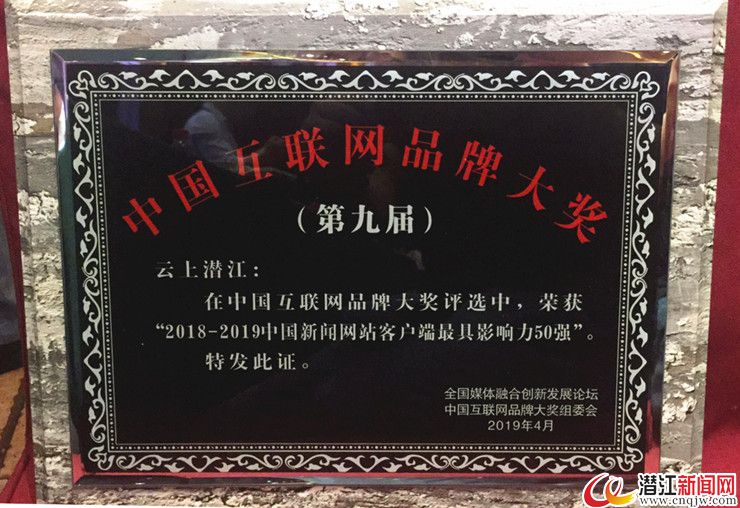 中国互联网品牌大奖
（第九届）
云上潜江：
在中国互联网品牌大奖评选中，荣获
“2018-2019中国新闻网站客户端最具影响力50强”。
特发此证。
全国媒体融合创新发展论坛
中国互联网品牌大奖组委会
2019年4月
潜江新闻网
www.cnqjw.com